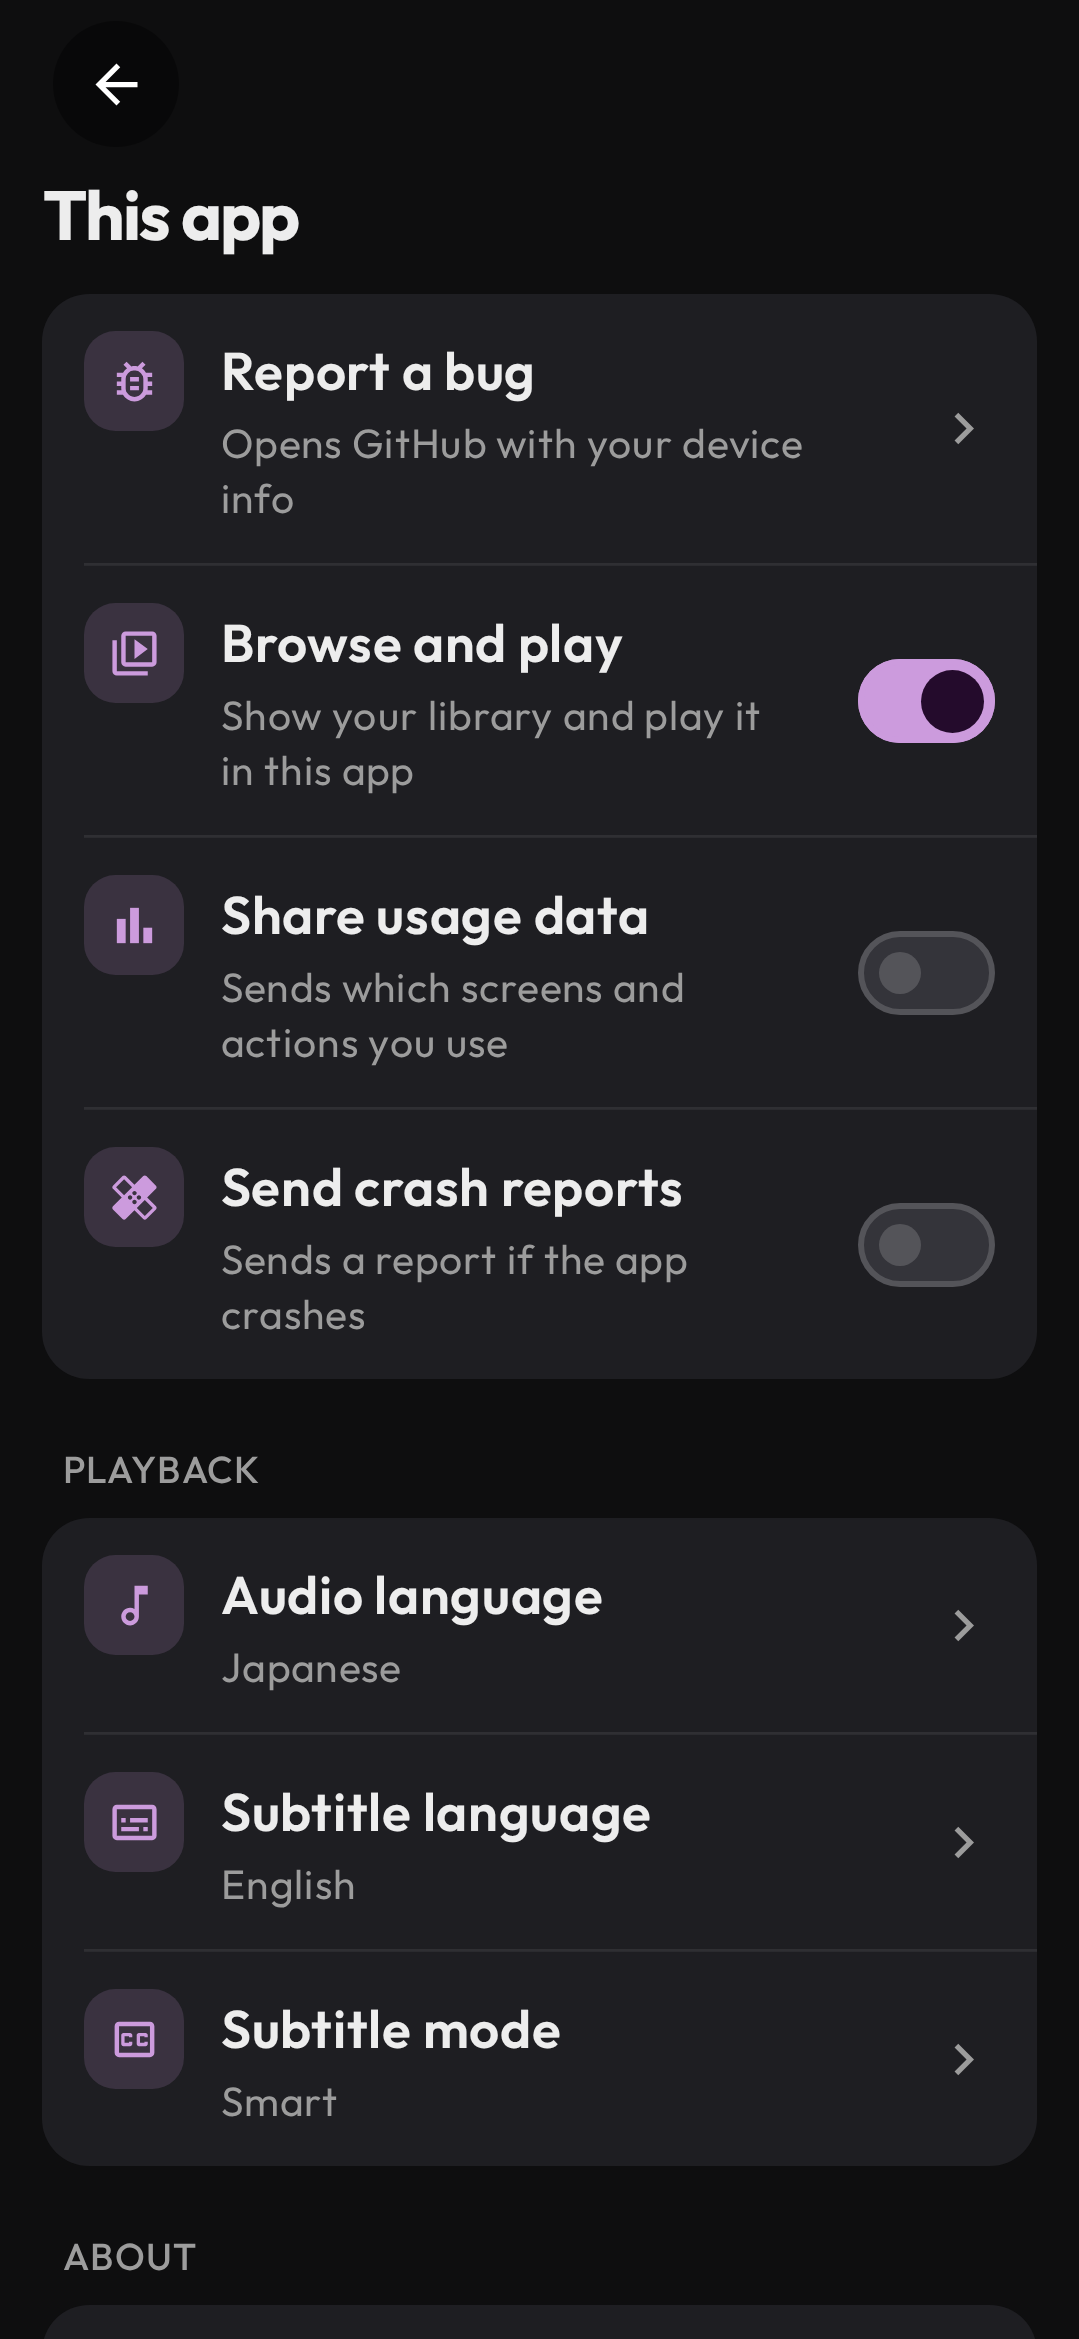 This app
Report a bug
Opens GitHub with your device
info
Browse and play
Show your library and play it
in this app
Share usage data
Sends which screens and
actions you use
Send crash reports
Sends a report if the app
crashes
PLAYBACK
Audio language
Japanese
Subtitle language
English
CC
Subtitle mode
Smart
ABOUT